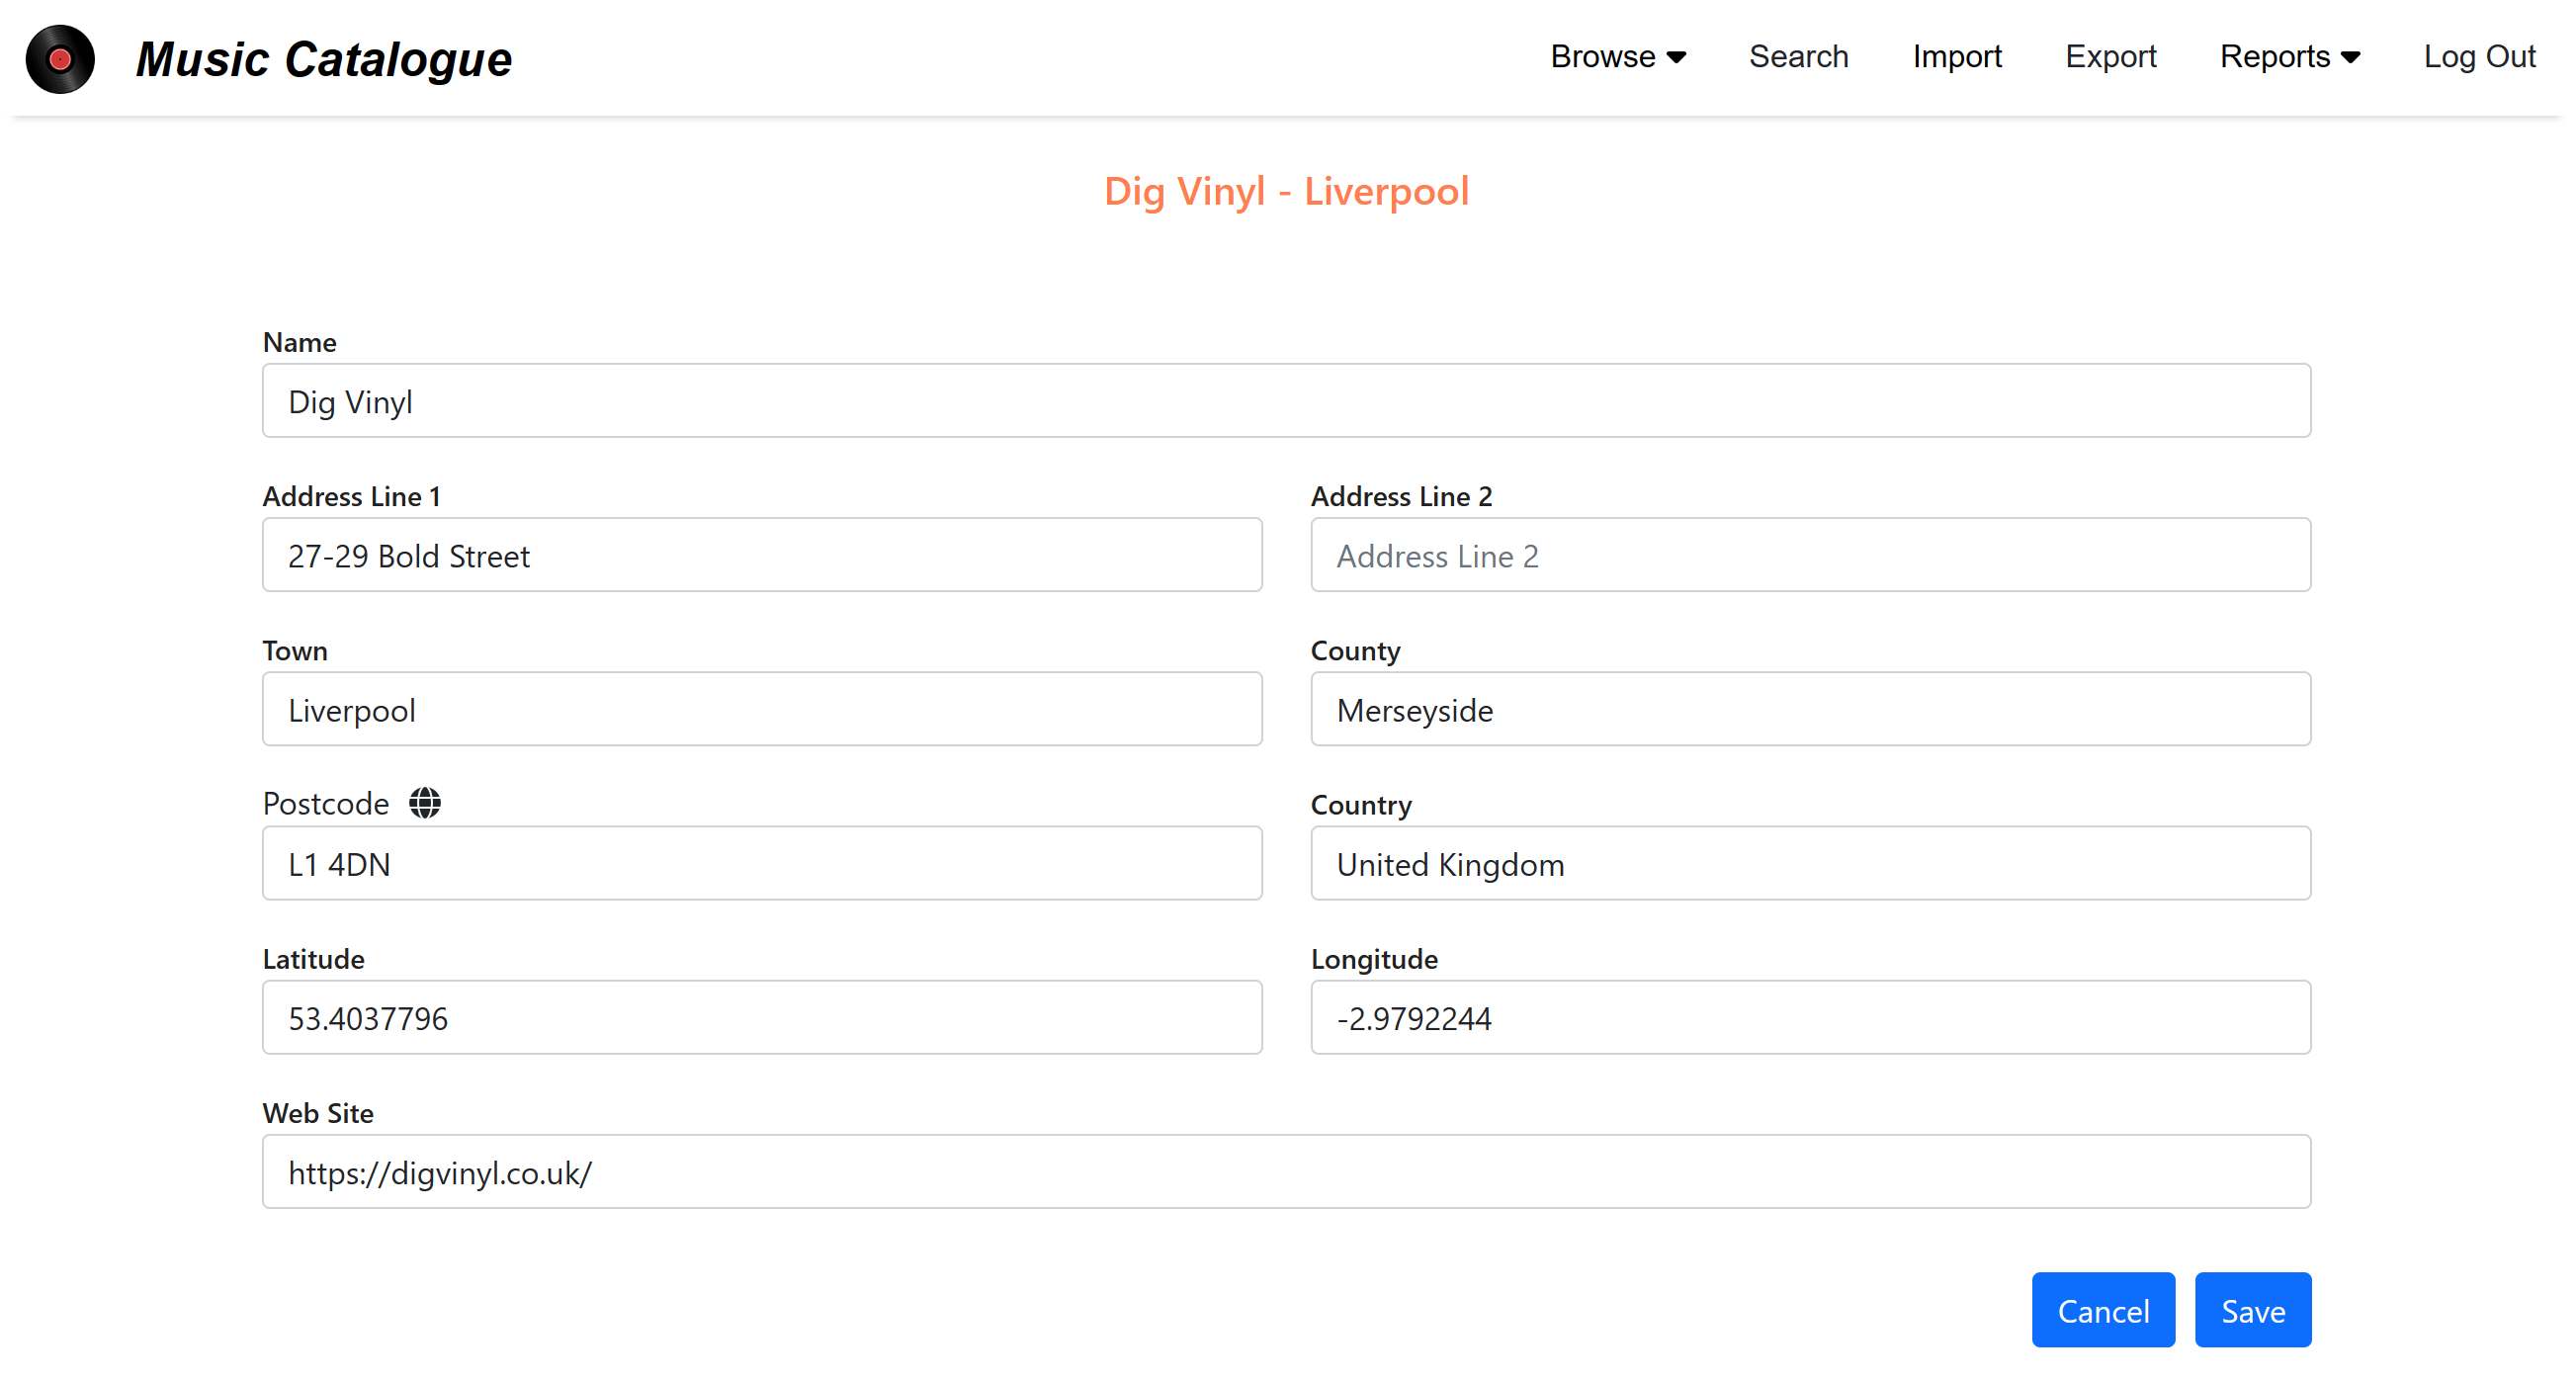 Music Catalogue
Browse Search Import Export Reports Log Out
Dig Vinyl - Liverpool
Name
Dig Vinyl
Address Line 1 Address Line 2
27-29 Bold Street Address Line 2
Town County
Liverpool Merseyside
Postcode Country
L1 4DN United Kingdom
Latitude Longitude
53.4037796 -2.9792244
Web Site
https://digvinyl.co.uk/
Cancel Save